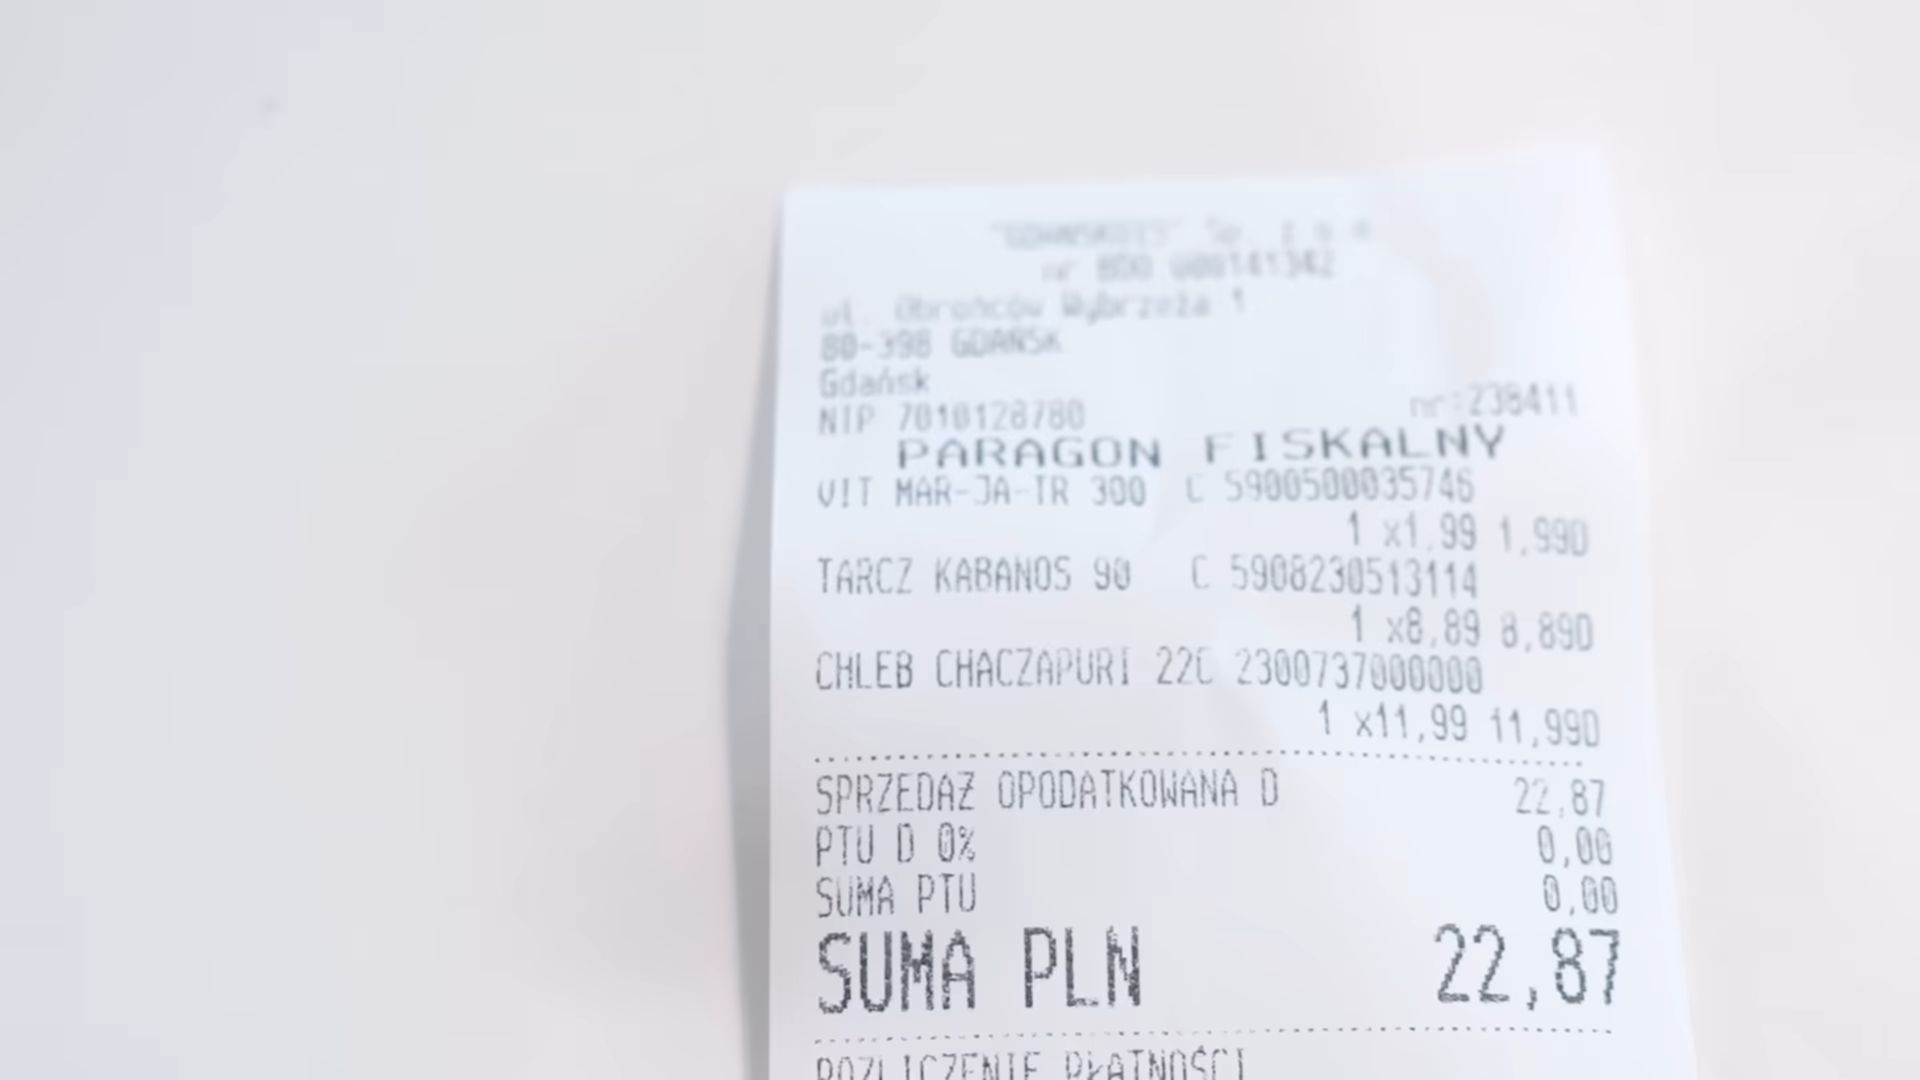 "GDAŃSK015" Sp. z o.o.
nr BDO 000141342
ul. Obrońców Wybrzeża 1
80-398 GDAŃSK
Gdańsk
NIP 7010128780 nr:238411
PARAGON FISKALNY
V!T MAR-JA-TR 300 C 5900500035746
1 x1,99 1,99D
TARCZ KABANOS 90 C 5908230513114
1 x8,89 8,89D
CHLEB CHACZAPURI 22C 2300737000000
1 x11,99 11,99D
SPRZEDAŻ OPODATKOWANA D 22,87
PTU D 0% 0,00
SUMA PTU 0,00
SUMA PLN 22,87
ROZLICZENIE PŁATNOŚCI